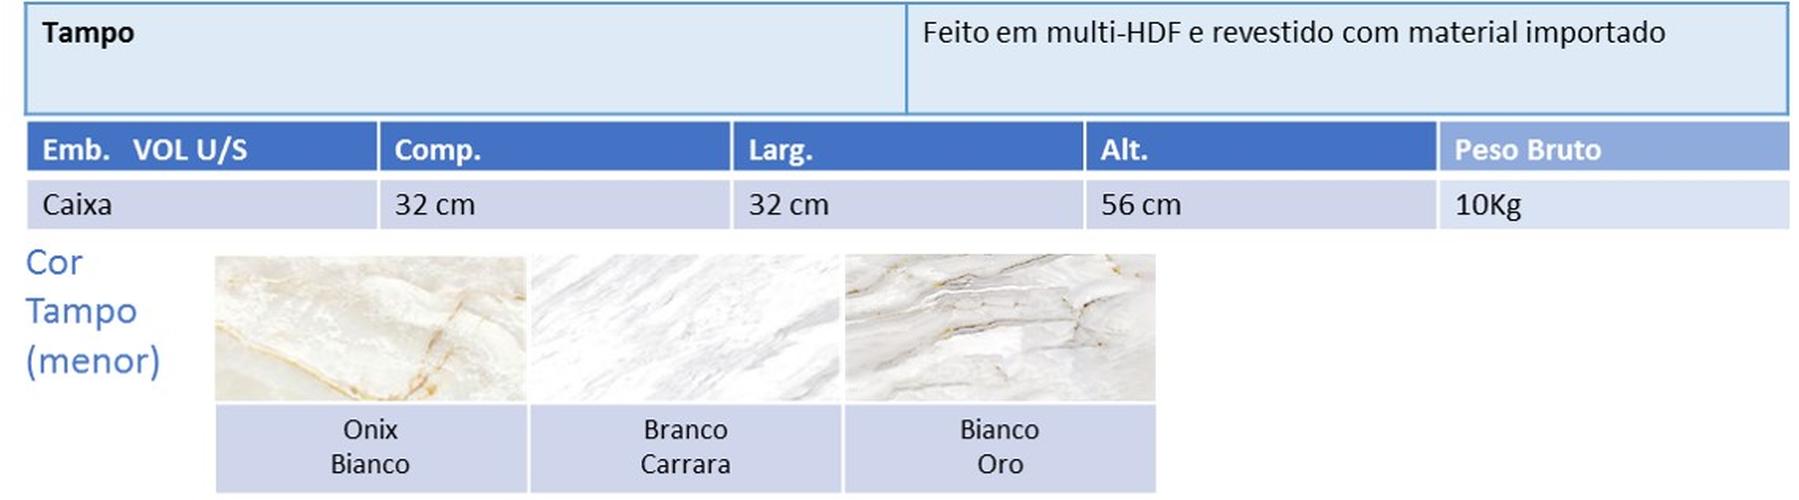 Tampo
Feito em multi-HDF e revestido com material importado
Emb. VOL U/S Comp. Larg. Alt. Peso Bruto
Caixa 32 cm 32 cm 56 cm 10Kg
Cor
Tampo
(menor)
Onix
Bianco
Branco
Carrara
Bianco
Oro